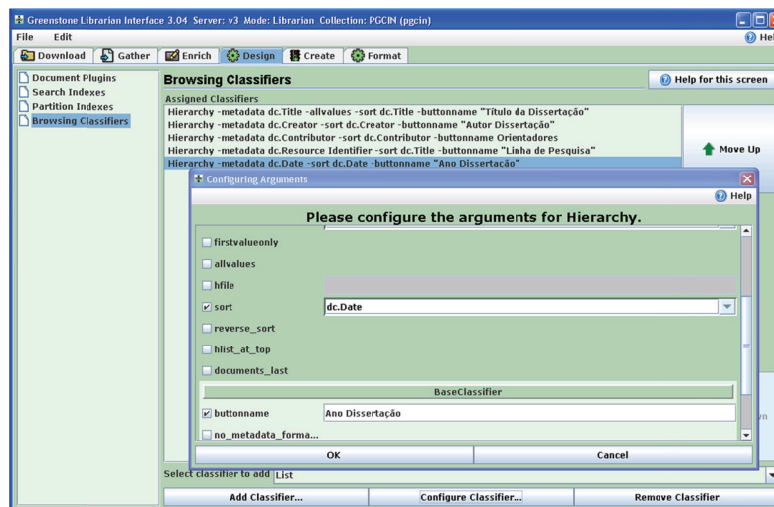 Greenstone Librarian Interface 3.04 Server: v3 Mode: Librarian Collection: PGCIN (pgcin)
File Edit
Download Gather Enrich Design Create Format
Document Plugins
Search Indexes
Partition Indexes
Browsing Classifiers
Browsing Classifiers
Help for this screen
Assigned Classifiers
Hierarchy -metadata dc.Title -allvalues -sort dc.Title -buttonname "Título da Dissertação"
Hierarchy -metadata dc.Creator -sort dc.Creator -buttonname "Autor Dissertação"
Hierarchy -metadata dc.Contributor -sort dc.Contributor -buttonname Orientadores
Hierarchy -metadata dc.Resource Identifier -sort dc.Title -buttonname "Linha de Pesquisa"
Hierarchy -metadata dc.Date -sort dc.Date -buttonname "Ano Dissertação"
Move Up
Configuring Arguments
Help
Please configure the arguments for Hierarchy.
firstvalueonly
allvalues
hfile
sort dc.Date
reverse_sort
hlist_at_top
documents_last
BaseClassifier
buttonname Ano Dissertação
no_metadata_forma...
OK Cancel
Select classifier to add List
Add Classifier... Configure Classifier... Remove Classifier